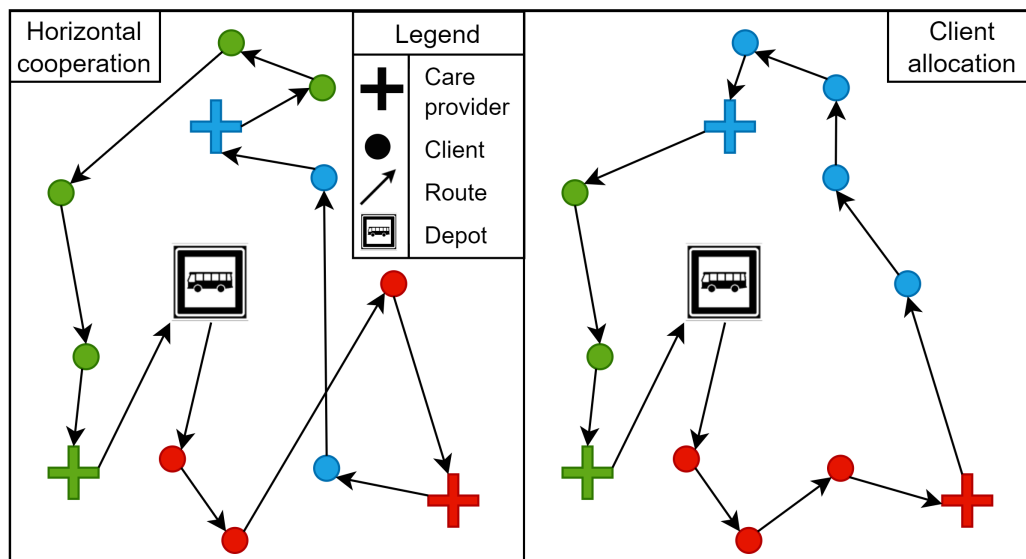 Horizontal
cooperation
Legend
Care
provider
Client
Route
Depot
Client
allocation